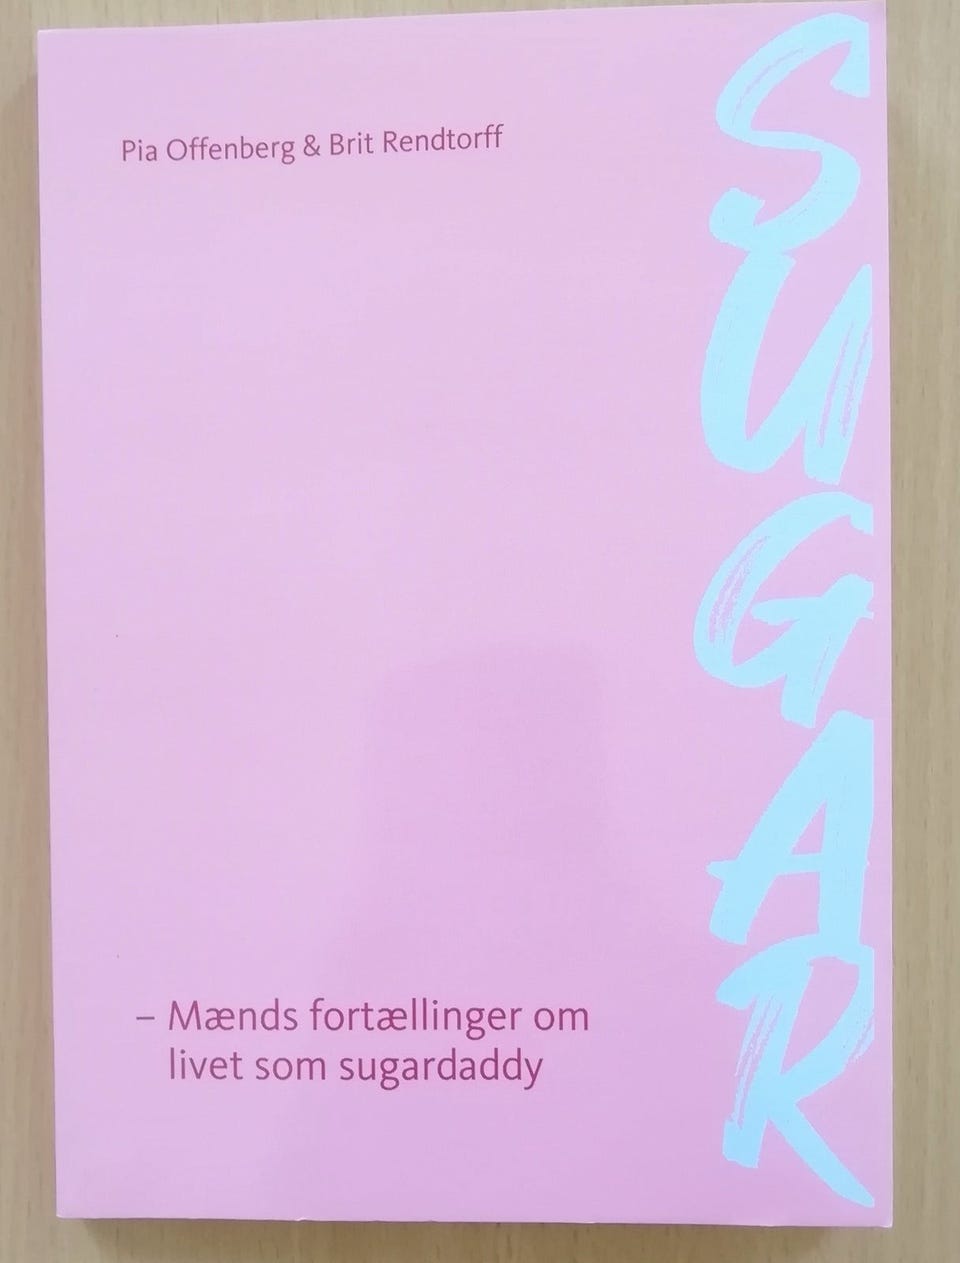 Pia Offenberg & Brit Rendtorff
SUGAR
– Mænds fortællinger om
livet som sugardaddy